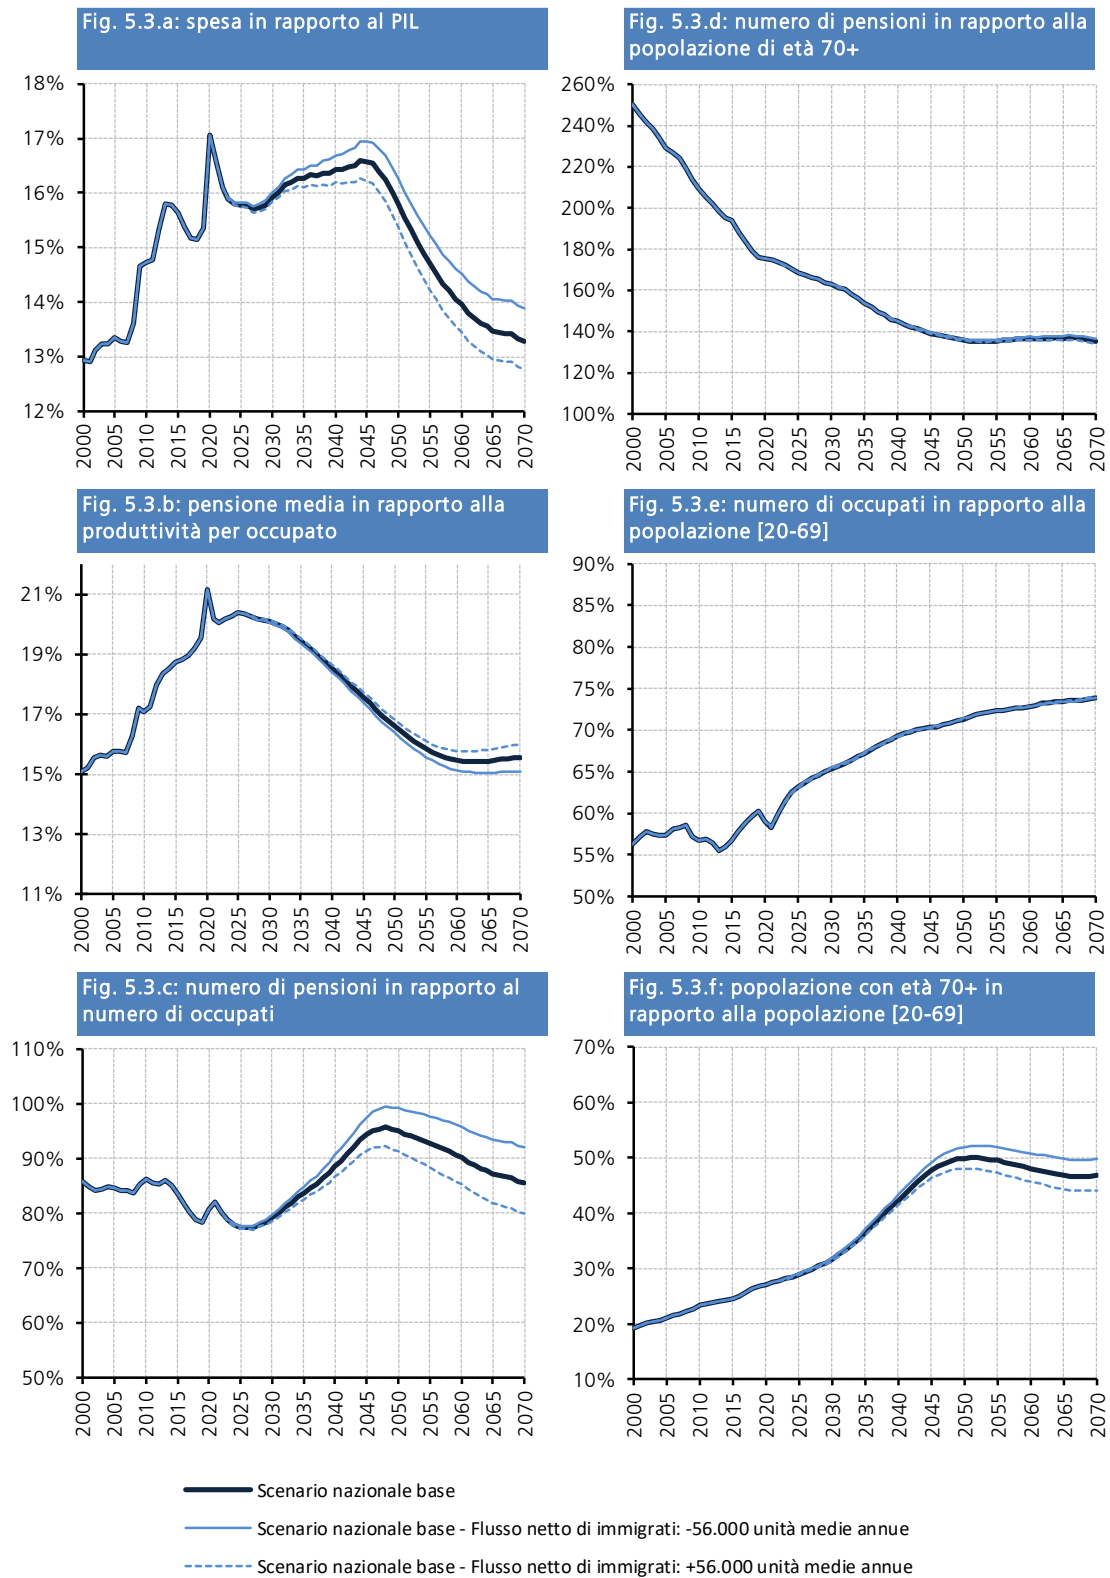 Fig. 5.3.a: spesa in rapporto al PIL
18%
17%
16%
15%
14%
13%
12%
2000 2005 2010 2015 2020 2025 2030 2035 2040 2045 2050 2055 2060 2065 2070
Fig. 5.3.d: numero di pensioni in rapporto alla
popolazione di età 70+
260%
240%
220%
200%
180%
160%
140%
120%
100%
2000 2005 2010 2015 2020 2025 2030 2035 2040 2045 2050 2055 2060 2065 2070
Fig. 5.3.b: pensione media in rapporto alla
produttività per occupato
21%
19%
17%
15%
13%
11%
2000 2005 2010 2015 2020 2025 2030 2035 2040 2045 2050 2055 2060 2065 2070
Fig. 5.3.e: numero di occupati in rapporto alla
popolazione [20-69]
90%
85%
80%
75%
70%
65%
60%
55%
50%
2000 2005 2010 2015 2020 2025 2030 2035 2040 2045 2050 2055 2060 2065 2070
Fig. 5.3.c: numero di pensioni in rapporto al
numero di occupati
110%
100%
90%
80%
70%
60%
50%
2000 2005 2010 2015 2020 2025 2030 2035 2040 2045 2050 2055 2060 2065 2070
Fig. 5.3.f: popolazione con età 70+ in
rapporto alla popolazione [20-69]
70%
60%
50%
40%
30%
20%
10%
2000 2005 2010 2015 2020 2025 2030 2035 2040 2045 2050 2055 2060 2065 2070
Scenario nazionale base
Scenario nazionale base - Flusso netto di immigrati: -56.000 unità medie annue
Scenario nazionale base - Flusso netto di immigrati: +56.000 unità medie annue